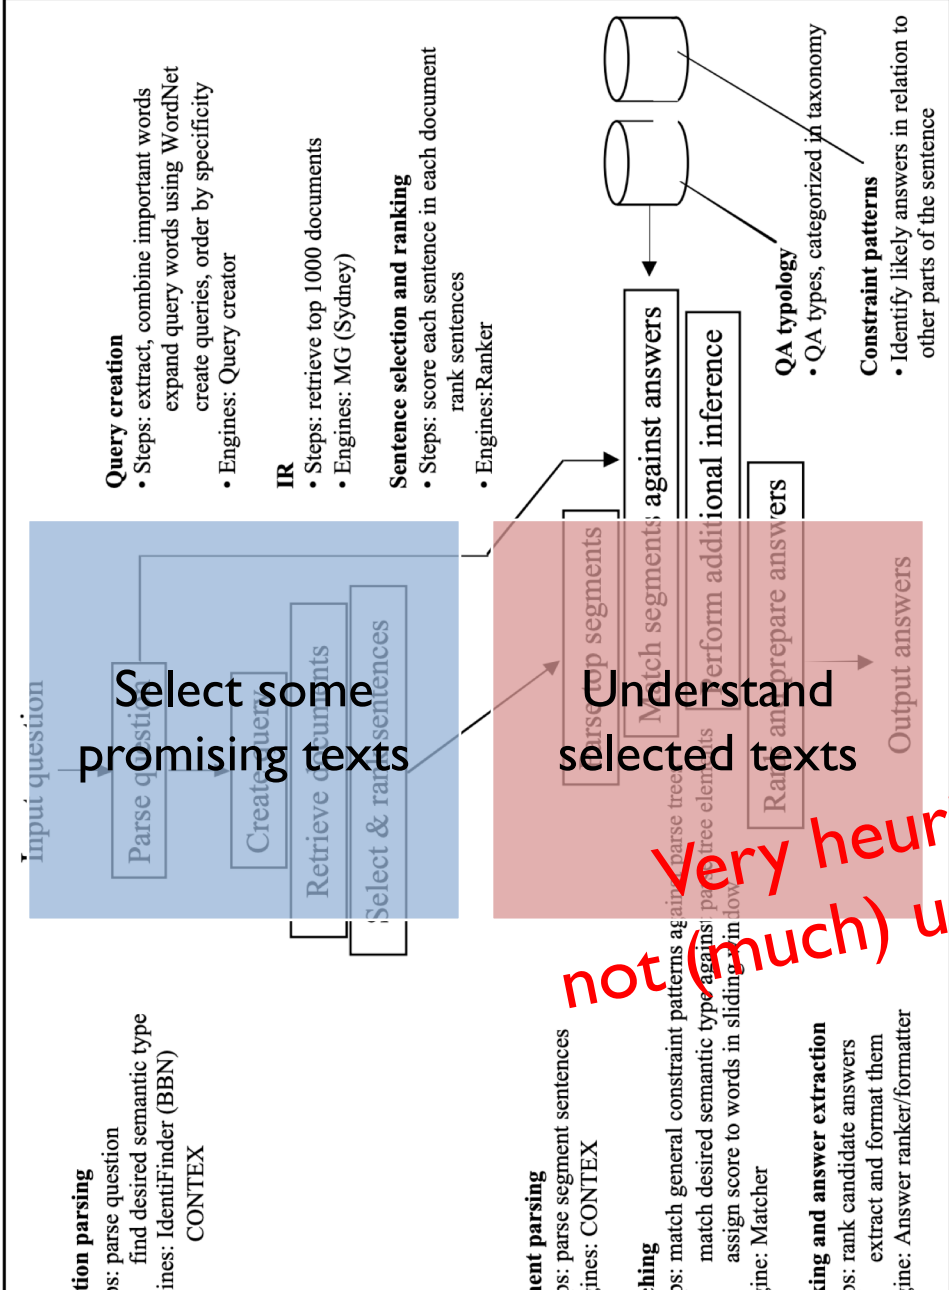 Query creation
• Steps: extract, combine important words
expand query words using WordNet
create queries, order by specificity
• Engines: Query creator
IR
• Steps: retrieve top 1000 documents
• Engines: MG (Sydney)
Sentence selection and ranking
• Steps: score each sentence in each document
rank sentences
• Engines:Ranker
QA typology
• QA types, categorized in taxonomy
Constraint patterns
• Identify likely answers in relation to
other parts of the sentence
Input question
Parse question
Create query
Retrieve documents
Select & rank sentences
Parse top segments
Match segments against answers
Perform additional inference
Rank and prepare answers
Output answers
Select some
promising texts
Understand
selected texts
Very heur
not (much) u
tion parsing
ps: parse question
find desired semantic type
ines: IdentiFinder (BBN)
CONTEX
ent parsing
ps: parse segment sentences
gines: CONTEX
ching
ps: match general constraint patterns against parse trees
match desired semantic type against parse tree elements
assign score to words in sliding window
gine: Matcher
king and answer extraction
ps: rank candidate answers
extract and format them
gine: Answer ranker/formatter